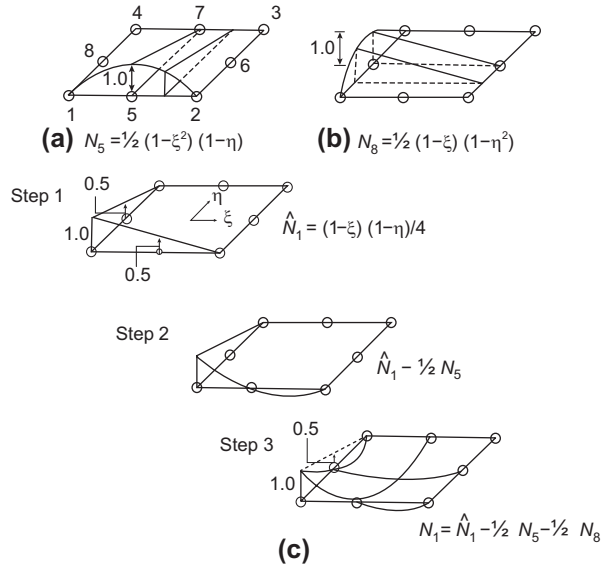 4 7 3
8 1.0 6
1 5 2
(a) N₅ = ½ (1−ξ²) (1−η)
1.0
(b) N₈ = ½ (1−ξ) (1−η²)
Step 1
0.5
η
ξ
1.0
0.5
N̂₁ = (1−ξ) (1−η)/4
Step 2
N̂₁ − ½ N₅
Step 3
0.5
1.0
N₁ = N̂₁ − ½ N₅ − ½ N₈
(c)